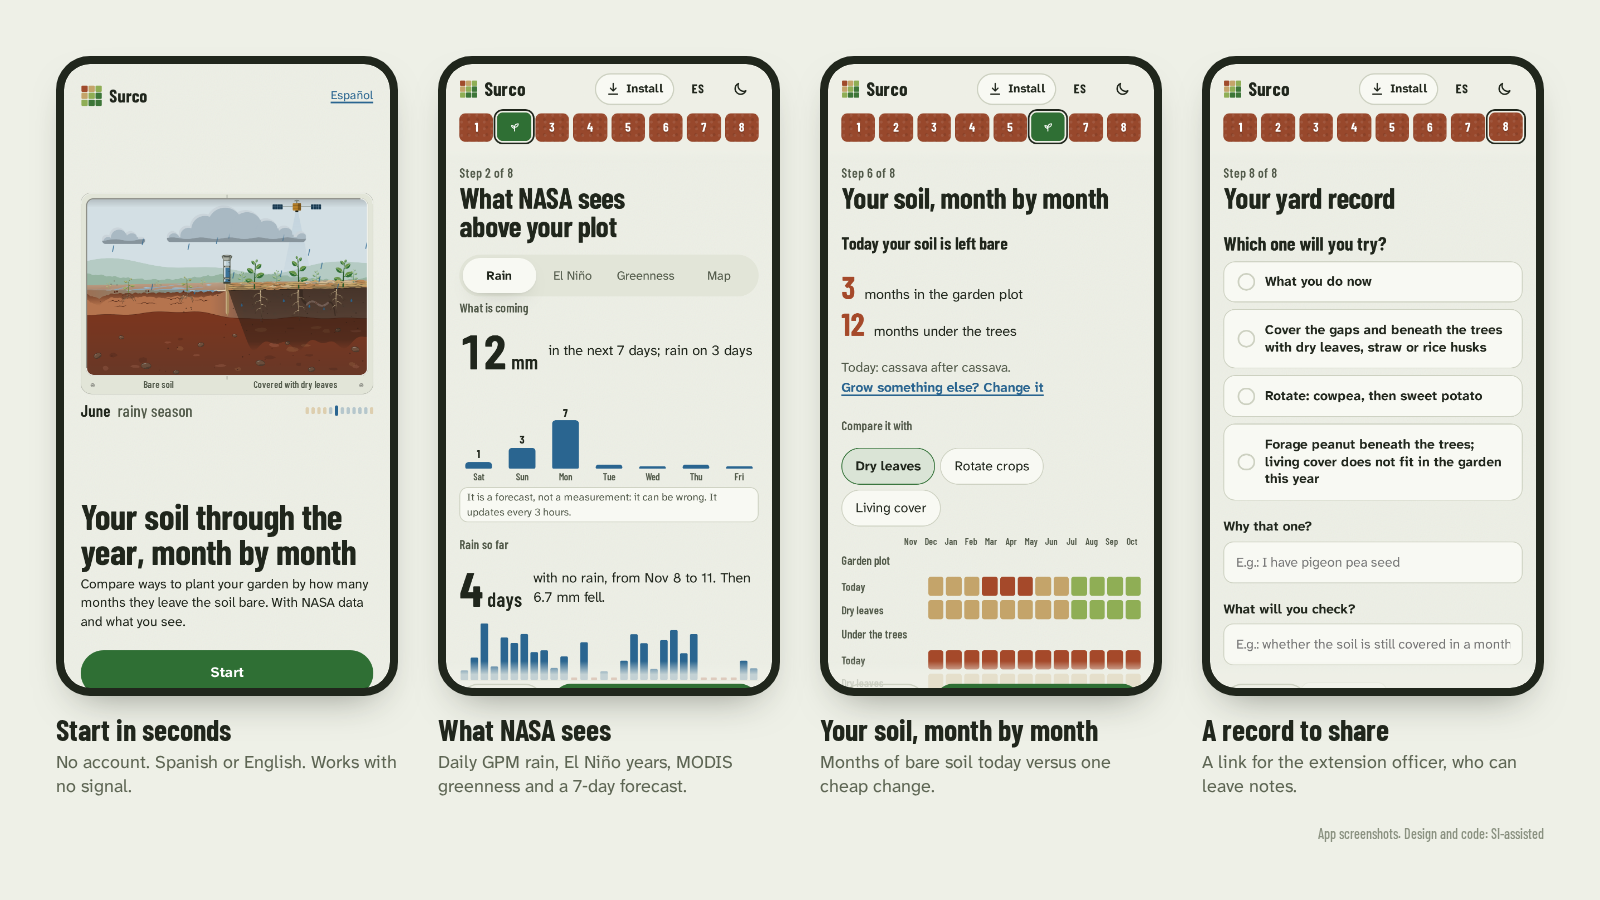 Surco
Español
Bare soil
Covered with dry leaves
June rainy season
Your soil through the
year, month by month
Compare ways to plant your garden by how many
months they leave the soil bare. With NASA data
and what you see.
Start
Start in seconds
No account. Spanish or English. Works with
no signal.
Surco
Install
ES
1
3
4
5
6
7
8
Step 2 of 8
What NASA sees
above your plot
Rain
El Niño
Greenness
Map
What is coming
12 mm in the next 7 days; rain on 3 days
1
3
7
Sat
Sun
Mon
Tue
Wed
Thu
Fri
It is a forecast, not a measurement: it can be wrong. It
updates every 3 hours.
Rain so far
4 days with no rain, from Nov 8 to 11. Then
6.7 mm fell.
What NASA sees
Daily GPM rain, El Niño years, MODIS
greenness and a 7-day forecast.
Surco
Install
ES
1
2
3
4
5
7
8
Step 6 of 8
Your soil, month by month
Today your soil is left bare
3 months in the garden plot
12 months under the trees
Today: cassava after cassava.
Grow something else? Change it
Compare it with
Dry leaves
Rotate crops
Living cover
Nov Dec Jan Feb Mar Apr May Jun Jul Aug Sep Oct
Garden plot
Today
Dry leaves
Under the trees
Today
Dry leaves
Your soil, month by month
Months of bare soil today versus one
cheap change.
Surco
Install
ES
1
2
3
4
5
6
7
8
Step 8 of 8
Your yard record
Which one will you try?
What you do now
Cover the gaps and beneath the trees
with dry leaves, straw or rice husks
Rotate: cowpea, then sweet potato
Forage peanut beneath the trees;
living cover does not fit in the garden
this year
Why that one?
E.g.: I have pigeon pea seed
What will you check?
E.g.: whether the soil is still covered in a month
A record to share
A link for the extension officer, who can
leave notes.
App screenshots. Design and code: SI-assisted